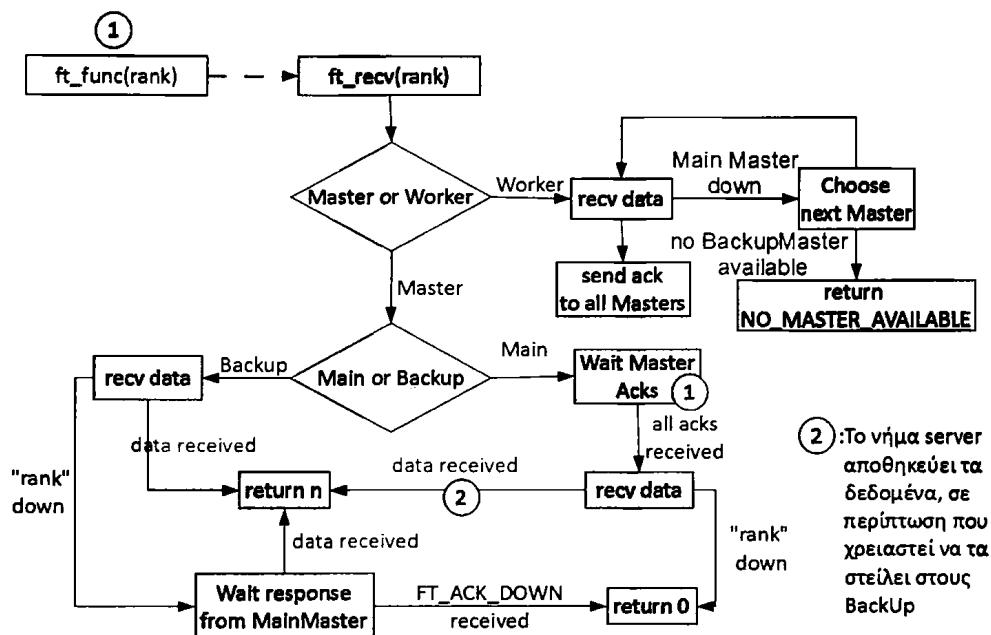 1
ft_func(rank)
ft_recv(rank)
Master or Worker
Worker
recv data
Main Master
down
Choose
next Master
no BackupMaster
available
send ack
to all Masters
return
NO_MASTER_AVAILABLE
Master
Main or Backup
Backup
recv data
Main
Wait Master
Acks
1
all acks
received
data received
"rank"
down
return n
data received
2
recv data
"rank"
down
data received
Wait response
from MainMaster
FT_ACK_DOWN
received
return 0
2 :Το νήμα server
αποθηκεύει τα
δεδομένα, σε
περίπτωση που
χρειαστεί να τα
στείλει στους
BackUp